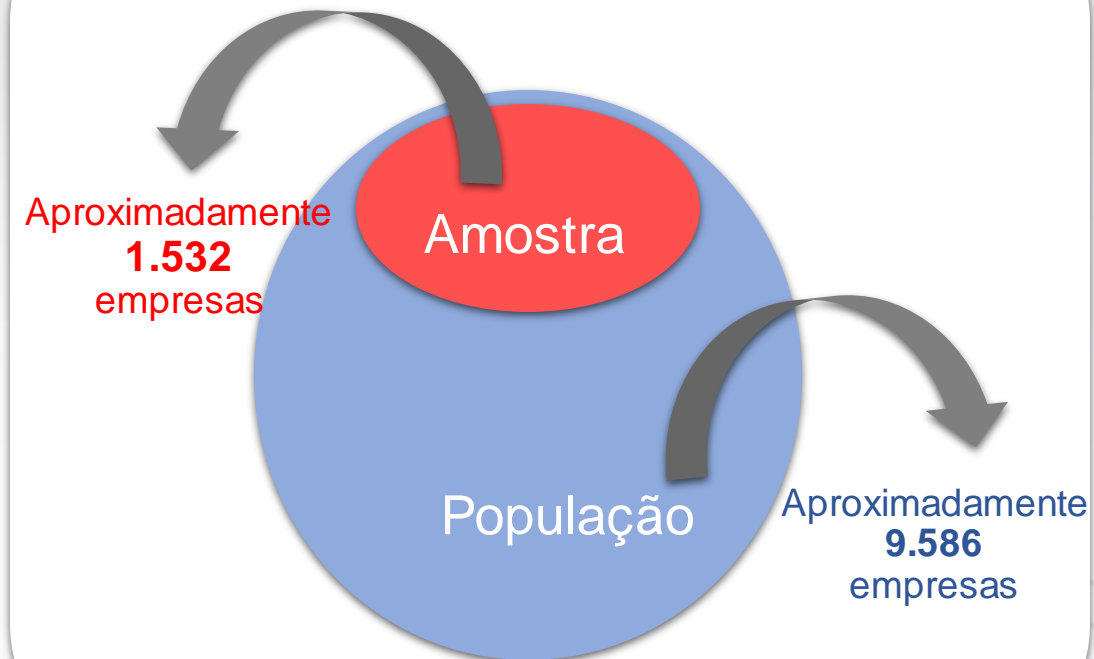 Aproximadamente
1.532
empresas
Amostra
População
Aproximadamente
9.586
empresas